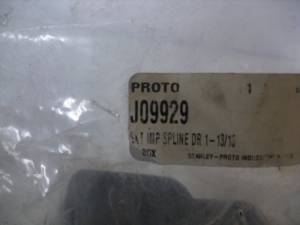 PROTO 1
J09929
SKT IMP SPLINE DR 1-13/16
BOX STANLEY-PROTO INDUS